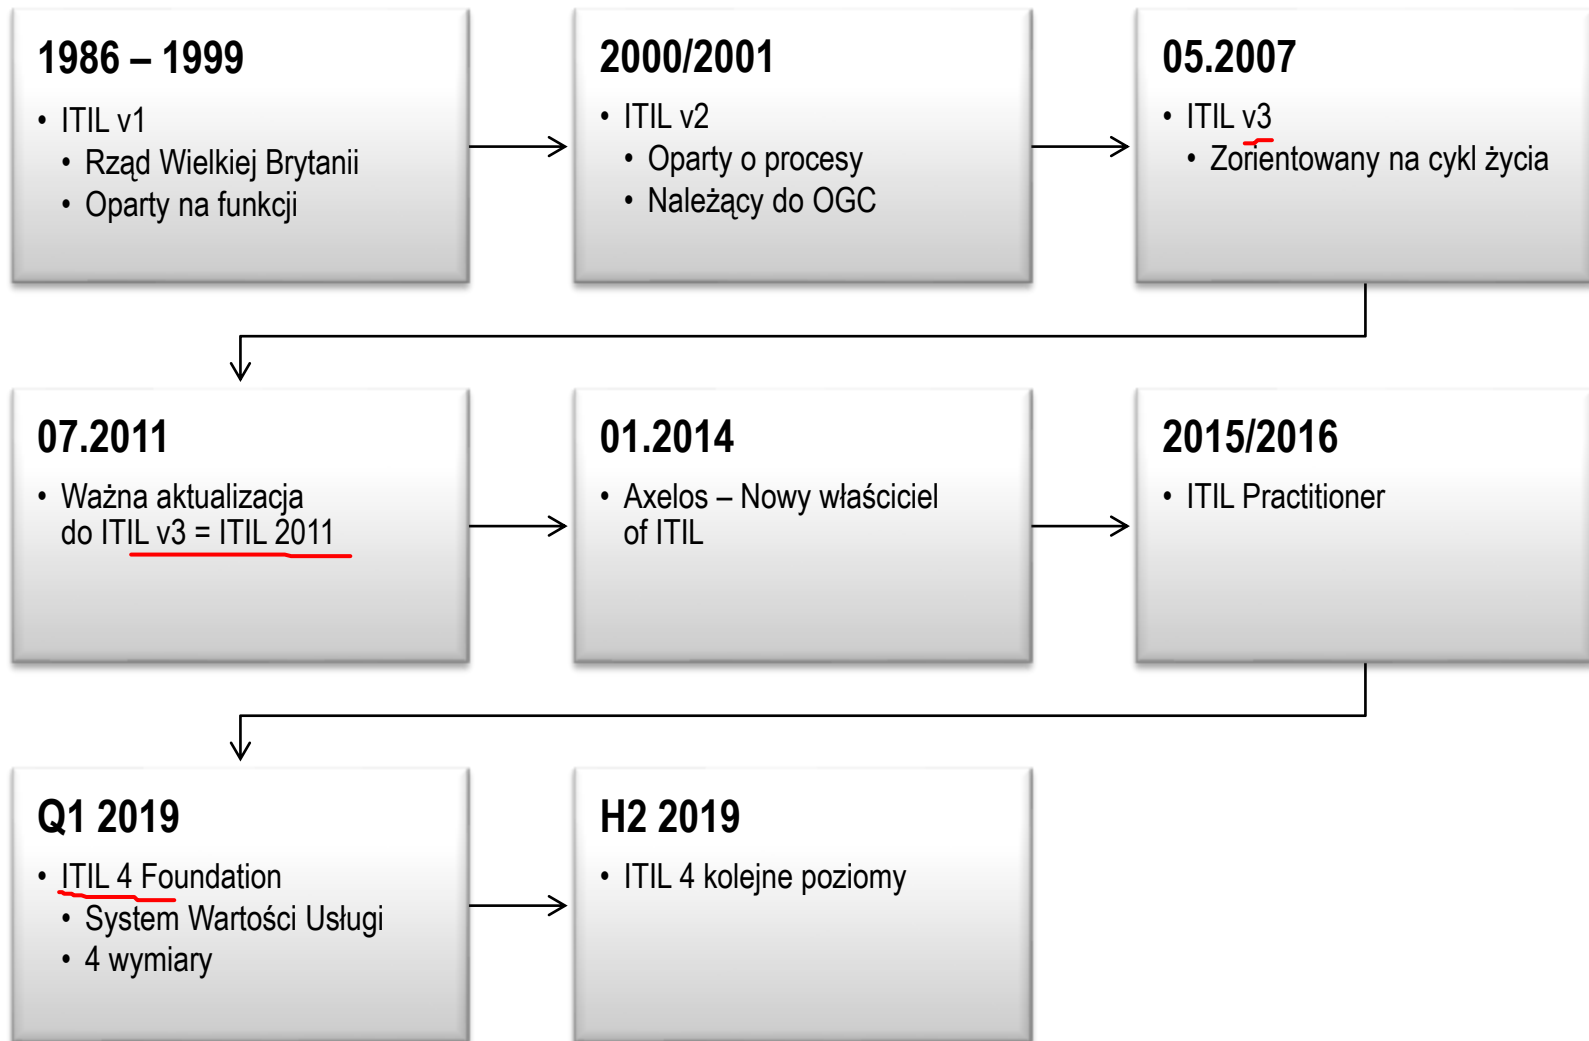 1986 – 1999
• ITIL v1
• Rząd Wielkiej Brytanii
• Oparty na funkcji
2000/2001
• ITIL v2
• Oparty o procesy
• Należący do OGC
05.2007
• ITIL v3
• Zorientowany na cykl życia
07.2011
• Ważna aktualizacja
do ITIL v3 = ITIL 2011
01.2014
• Axelos – Nowy właściciel
of ITIL
2015/2016
• ITIL Practitioner
Q1 2019
• ITIL 4 Foundation
• System Wartości Usługi
• 4 wymiary
H2 2019
• ITIL 4 kolejne poziomy